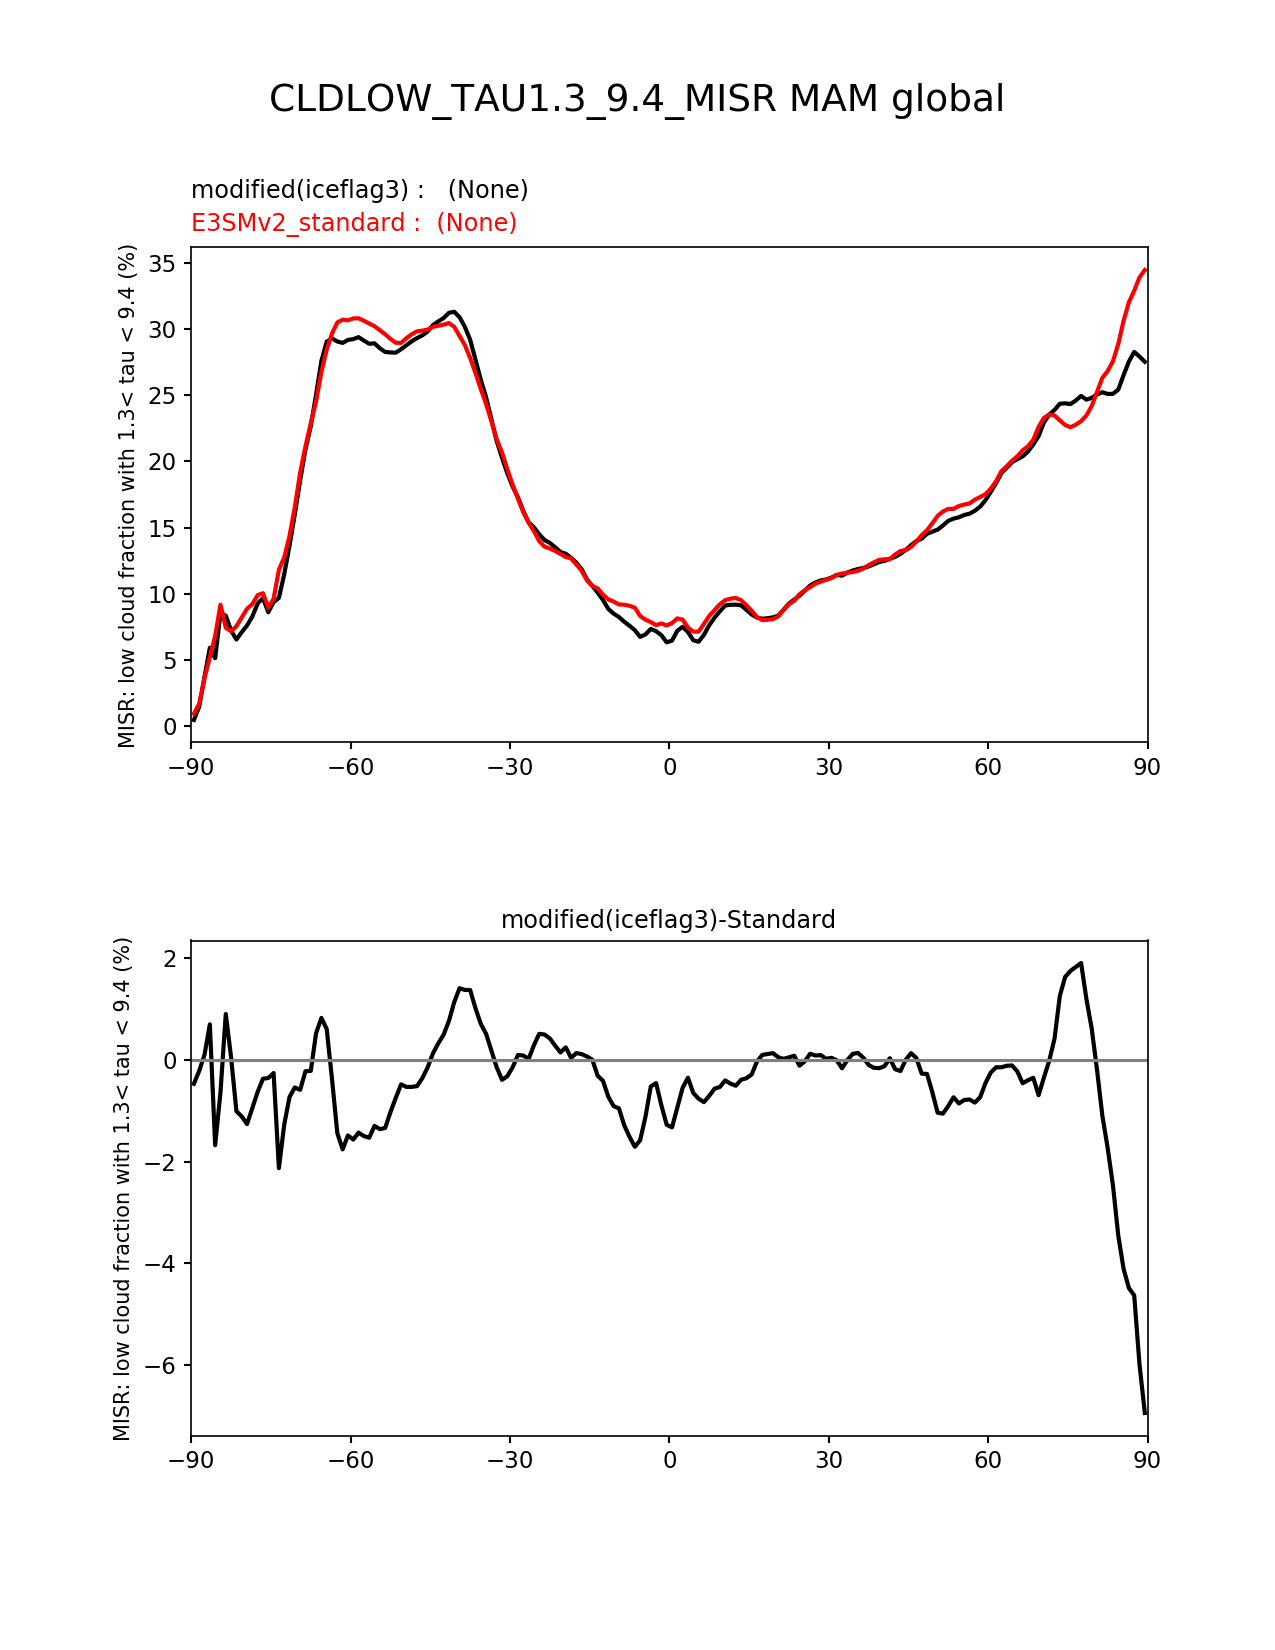 CLDLOW_TAU1.3_9.4_MISR MAM global
modified(iceflag3) :   (None)
E3SMv2_standard :  (None)
MISR: low cloud fraction with 1.3< tau < 9.4 (%)
35
30
25
20
15
10
5
0
−90 −60 −30 0 30 60 90
modified(iceflag3)-Standard
MISR: low cloud fraction with 1.3< tau < 9.4 (%)
2
0
−2
−4
−6
−90 −60 −30 0 30 60 90